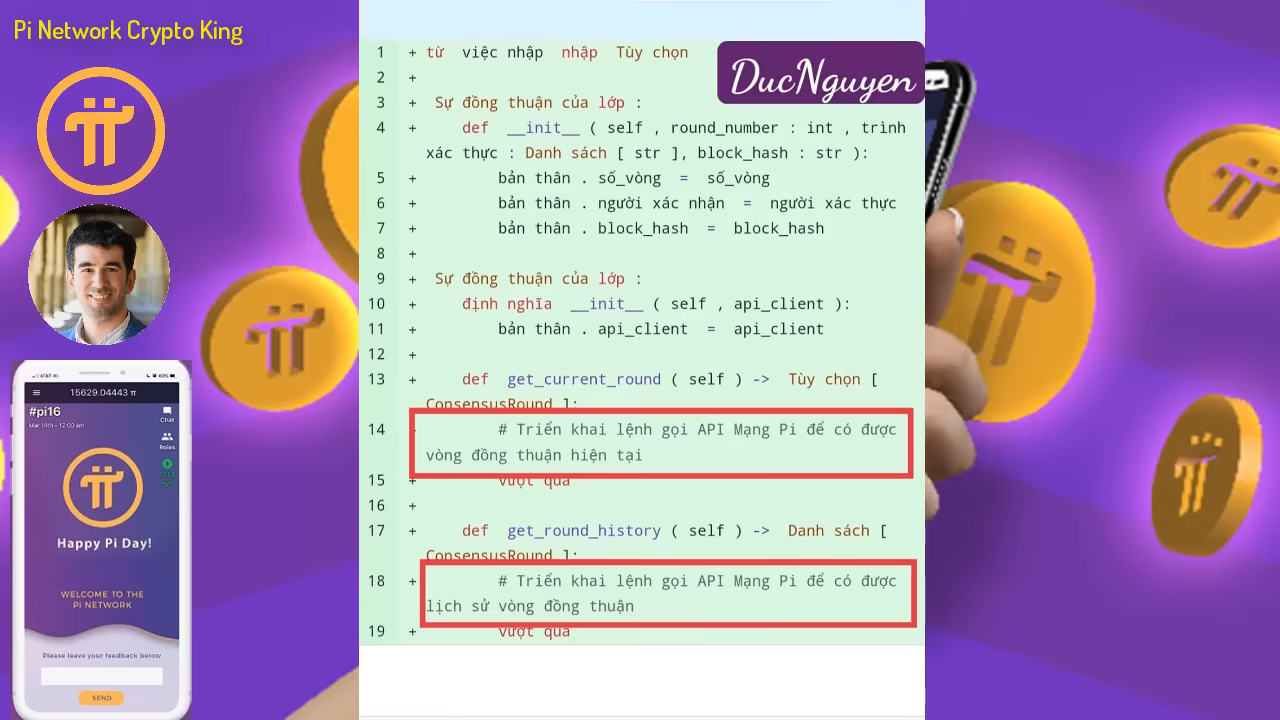 Pi Network Crypto King
DucNguyen
1 + từ việc nhập nhập Tùy chọn
2 +
3 + Sự đồng thuận của lớp :
4 + def __init__ ( self , round_number : int , trình
xác thực : Danh sách [ str ], block_hash : str ):
5 + bản thân . số_vòng = số_vòng
6 + bản thân . người xác nhận = người xác thực
7 + bản thân . block_hash = block_hash
8 +
9 + Sự đồng thuận của lớp :
10 + định nghĩa __init__ ( self , api_client ):
11 + bản thân . api_client = api_client
12 +
13 + def get_current_round ( self ) -> Tùy chọn [
ConsensusRound ]:
14 # Triển khai lệnh gọi API Mạng Pi để có được
vòng đồng thuận hiện tại
15 + vượt qua
16 +
17 + def get_round_history ( self ) -> Danh sách [
ConsensusRound ]:
18 + # Triển khai lệnh gọi API Mạng Pi để có được
lịch sử vòng đồng thuận
19 + vượt qua
15629.04443 π
#pi16
Mar 14th - 12:00 am
Chat
Roles
Happy Pi Day!
WELCOME TO THE
Pi NETWORK
Please leave your feedback below
SEND